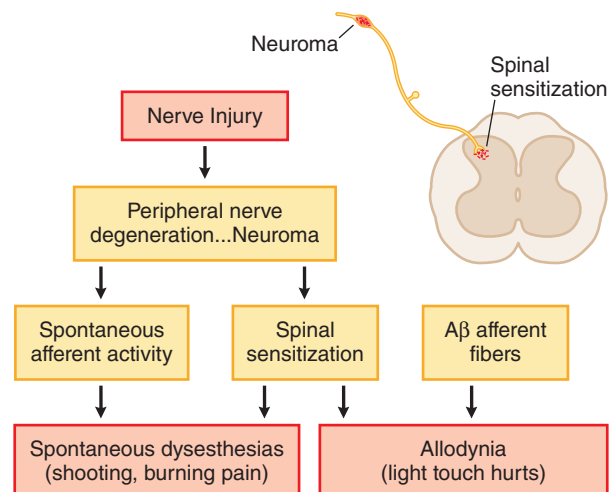 Neuroma
Spinal
sensitization
Nerve Injury
Peripheral nerve
degeneration...Neuroma
Spontaneous
afferent activity
Spinal
sensitization
Aβ afferent
fibers
Spontaneous dysesthesias
(shooting, burning pain)
Allodynia
(light touch hurts)